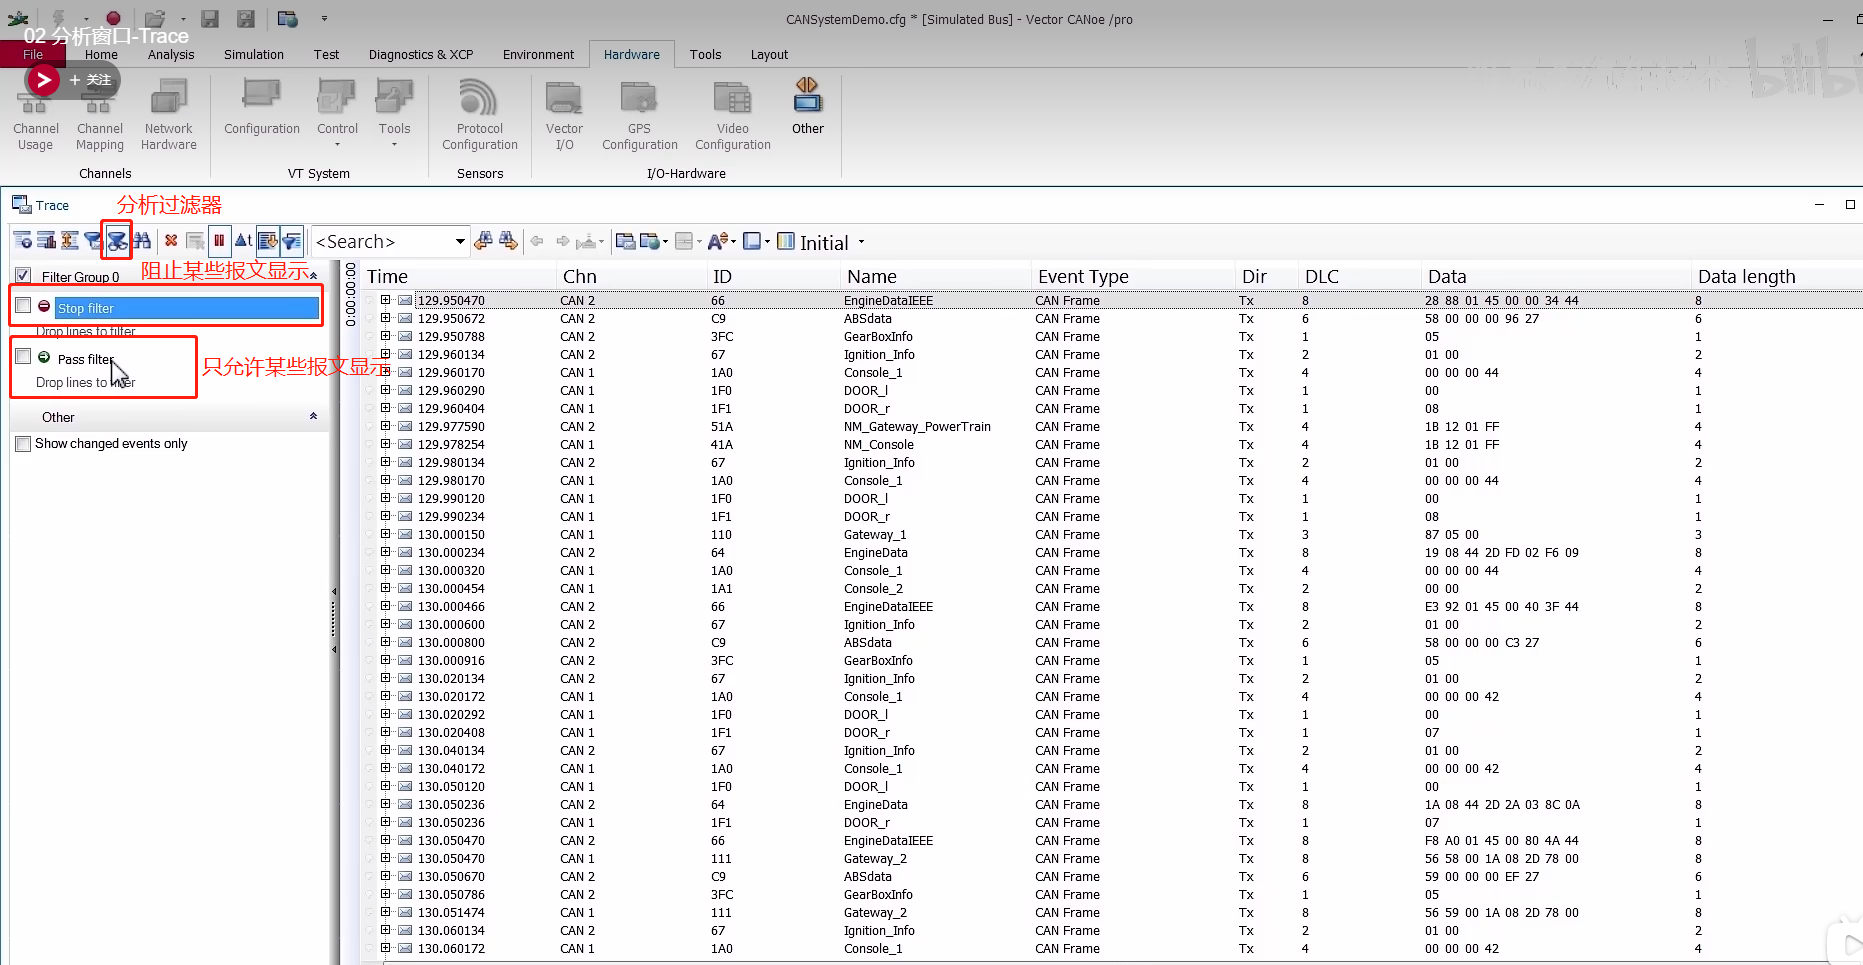 CANSystemDemo.cfg * [Simulated Bus] - Vector CANoe /pro
02 分析窗口-Trace
File Home Analysis Simulation Test Diagnostics & XCP Environment Hardware Tools Layout
+ 关注
Channel Usage Channel Mapping Network Hardware Configuration Control Tools Protocol Configuration Vector I/O GPS Configuration Video Configuration Other
Channels VT System Sensors I/O-Hardware
bilibili
Trace
分析过滤器
<Search> Initial
阻止某些报文显示
Filter Group 0
Stop filter
Drop lines to filter
Pass filter
只允许某些报文显示
Drop lines to filter
Other
Show changed events only
0:00:00:00
Time Chn ID Name Event Type Dir DLC Data Data length
129.950470 CAN 2 66 EngineDataIEEE CAN Frame Tx 8 28 88 01 45 00 00 34 44 8
129.950672 CAN 2 C9 ABSdata CAN Frame Tx 6 58 00 00 00 96 27 6
129.950788 CAN 2 3FC GearBoxInfo CAN Frame Tx 1 05 1
129.960134 CAN 2 67 Ignition_Info CAN Frame Tx 2 01 00 2
129.960170 CAN 1 1A0 Console_1 CAN Frame Tx 4 00 00 00 44 4
129.960290 CAN 1 1F0 DOOR_l CAN Frame Tx 1 00 1
129.960404 CAN 1 1F1 DOOR_r CAN Frame Tx 1 08 1
129.977590 CAN 2 51A NM_Gateway_PowerTrain CAN Frame Tx 4 1B 12 01 FF 4
129.978254 CAN 1 41A NM_Console CAN Frame Tx 4 1B 12 01 FF 4
129.980134 CAN 2 67 Ignition_Info CAN Frame Tx 2 01 00 2
129.980170 CAN 1 1A0 Console_1 CAN Frame Tx 4 00 00 00 44 4
129.990120 CAN 1 1F0 DOOR_l CAN Frame Tx 1 00 1
129.990234 CAN 1 1F1 DOOR_r CAN Frame Tx 1 08 1
130.000150 CAN 1 110 Gateway_1 CAN Frame Tx 3 87 05 00 3
130.000234 CAN 2 64 EngineData CAN Frame Tx 8 19 08 44 2D FD 02 F6 09 8
130.000320 CAN 1 1A0 Console_1 CAN Frame Tx 4 00 00 00 44 4
130.000454 CAN 1 1A1 Console_2 CAN Frame Tx 2 00 00 2
130.000466 CAN 2 66 EngineDataIEEE CAN Frame Tx 8 E3 92 01 45 00 40 3F 44 8
130.000600 CAN 2 67 Ignition_Info CAN Frame Tx 2 01 00 2
130.000800 CAN 2 C9 ABSdata CAN Frame Tx 6 58 00 00 00 C3 27 6
130.000916 CAN 2 3FC GearBoxInfo CAN Frame Tx 1 05 1
130.020134 CAN 2 67 Ignition_Info CAN Frame Tx 2 01 00 2
130.020172 CAN 1 1A0 Console_1 CAN Frame Tx 4 00 00 00 42 4
130.020292 CAN 1 1F0 DOOR_l CAN Frame Tx 1 00 1
130.020408 CAN 1 1F1 DOOR_r CAN Frame Tx 1 07 1
130.040134 CAN 2 67 Ignition_Info CAN Frame Tx 2 01 00 2
130.040172 CAN 1 1A0 Console_1 CAN Frame Tx 4 00 00 00 42 4
130.050120 CAN 1 1F0 DOOR_l CAN Frame Tx 1 00 1
130.050236 CAN 2 64 EngineData CAN Frame Tx 8 1A 08 44 2D 2A 03 8C 0A 8
130.050236 CAN 1 1F1 DOOR_r CAN Frame Tx 1 07 1
130.050470 CAN 2 66 EngineDataIEEE CAN Frame Tx 8 F8 A0 01 45 00 80 4A 44 8
130.050470 CAN 1 111 Gateway_2 CAN Frame Tx 8 56 58 00 1A 08 2D 78 00 8
130.050670 CAN 2 C9 ABSdata CAN Frame Tx 6 59 00 00 00 EF 27 6
130.050786 CAN 2 3FC GearBoxInfo CAN Frame Tx 1 05 1
130.051474 CAN 1 111 Gateway_2 CAN Frame Tx 8 56 59 00 1A 08 2D 78 00 8
130.060134 CAN 2 67 Ignition_Info CAN Frame Tx 2 01 00 2
130.060172 CAN 1 1A0 Console_1 CAN Frame Tx 4 00 00 00 42 4